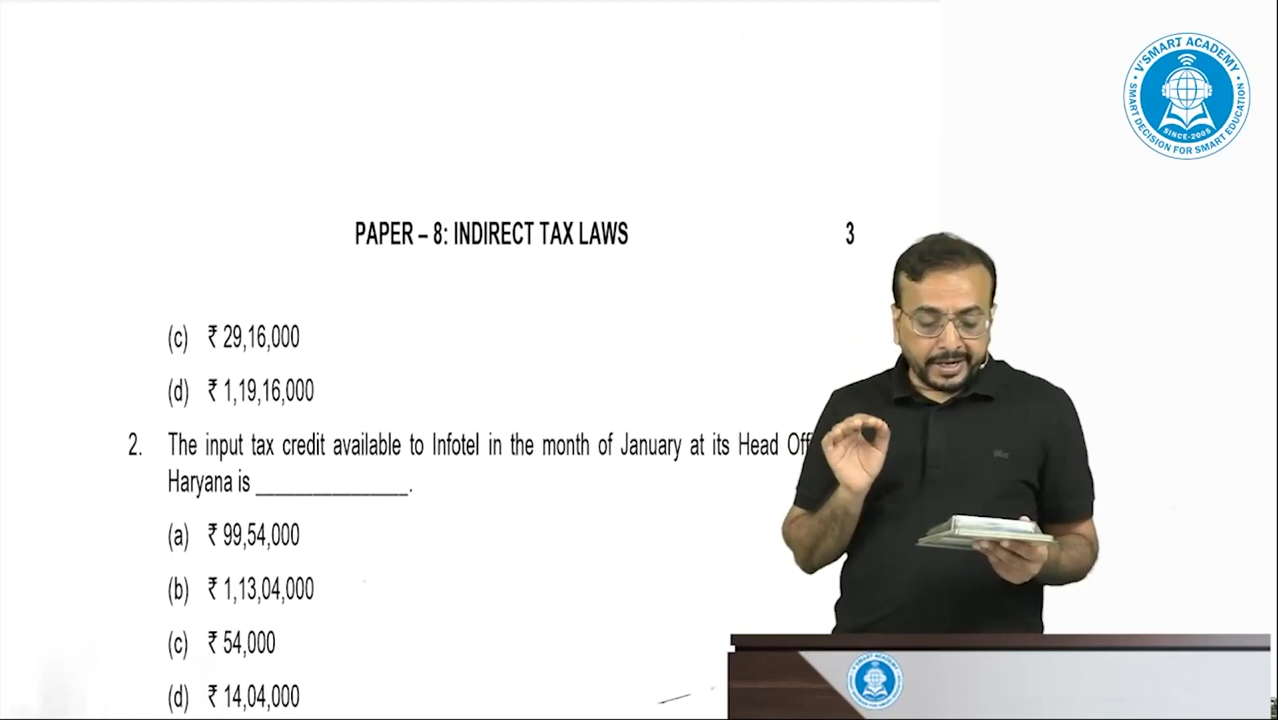 V'SMART ACADEMY
SMART DECISION FOR SMART EDUCATION
SINCE-2005
PAPER – 8: INDIRECT TAX LAWS 3
(c) ₹ 29,16,000
(d) ₹ 1,19,16,000
2. The input tax credit available to Infotel in the month of January at its Head Off
Haryana is ________________.
(a) ₹ 99,54,000
(b) ₹ 1,13,04,000
(c) ₹ 54,000
(d) ₹ 14,04,000